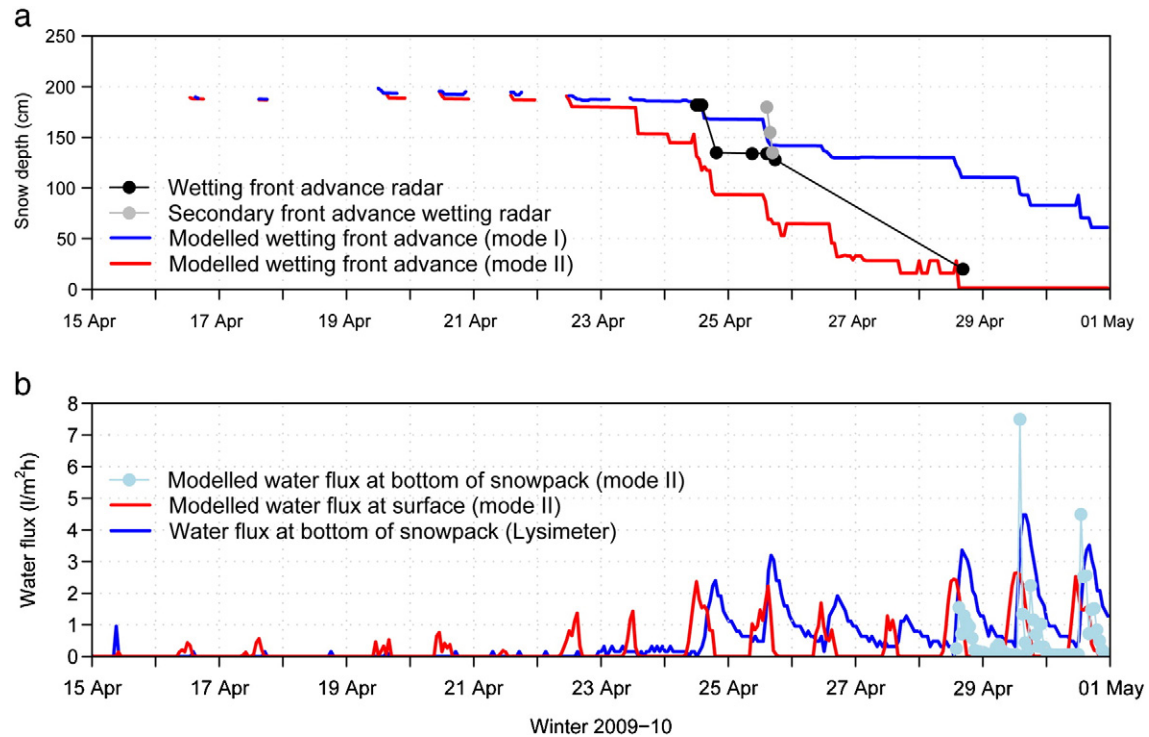 a
250
200
150
100
50
0
Snow depth (cm)
Wetting front advance radar
Secondary front advance wetting radar
Modelled wetting front advance (mode I)
Modelled wetting front advance (mode II)
15 Apr 17 Apr 19 Apr 21 Apr 23 Apr 25 Apr 27 Apr 29 Apr 01 May
b
8
7
6
5
4
3
2
1
0
Water flux (l/m²h)
Modelled water flux at bottom of snowpack (mode II)
Modelled water flux at surface (mode II)
Water flux at bottom of snowpack (Lysimeter)
15 Apr 17 Apr 19 Apr 21 Apr 23 Apr 25 Apr 27 Apr 29 Apr 01 May
Winter 2009−10